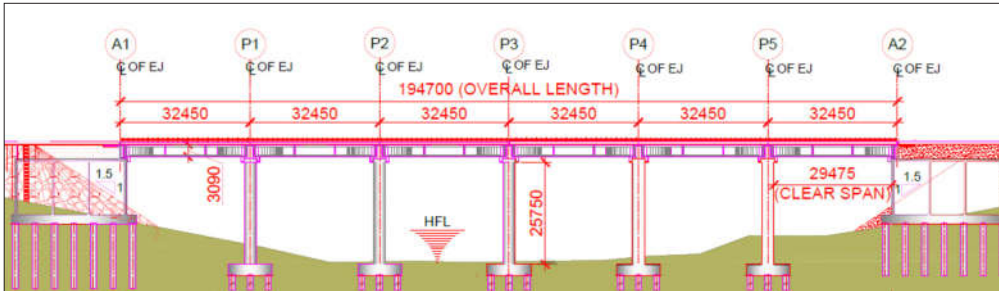 A1 P1 P2 P3 P4 P5 A2
℄ OF EJ ℄ OF EJ ℄ OF EJ ℄ OF EJ ℄ OF EJ ℄ OF EJ ℄ OF EJ
194700 (OVERALL LENGTH)
32450 32450 32450 32450 32450 32450
1.5
1
3090
HFL
25750
29475
(CLEAR SPAN)
1.5
1